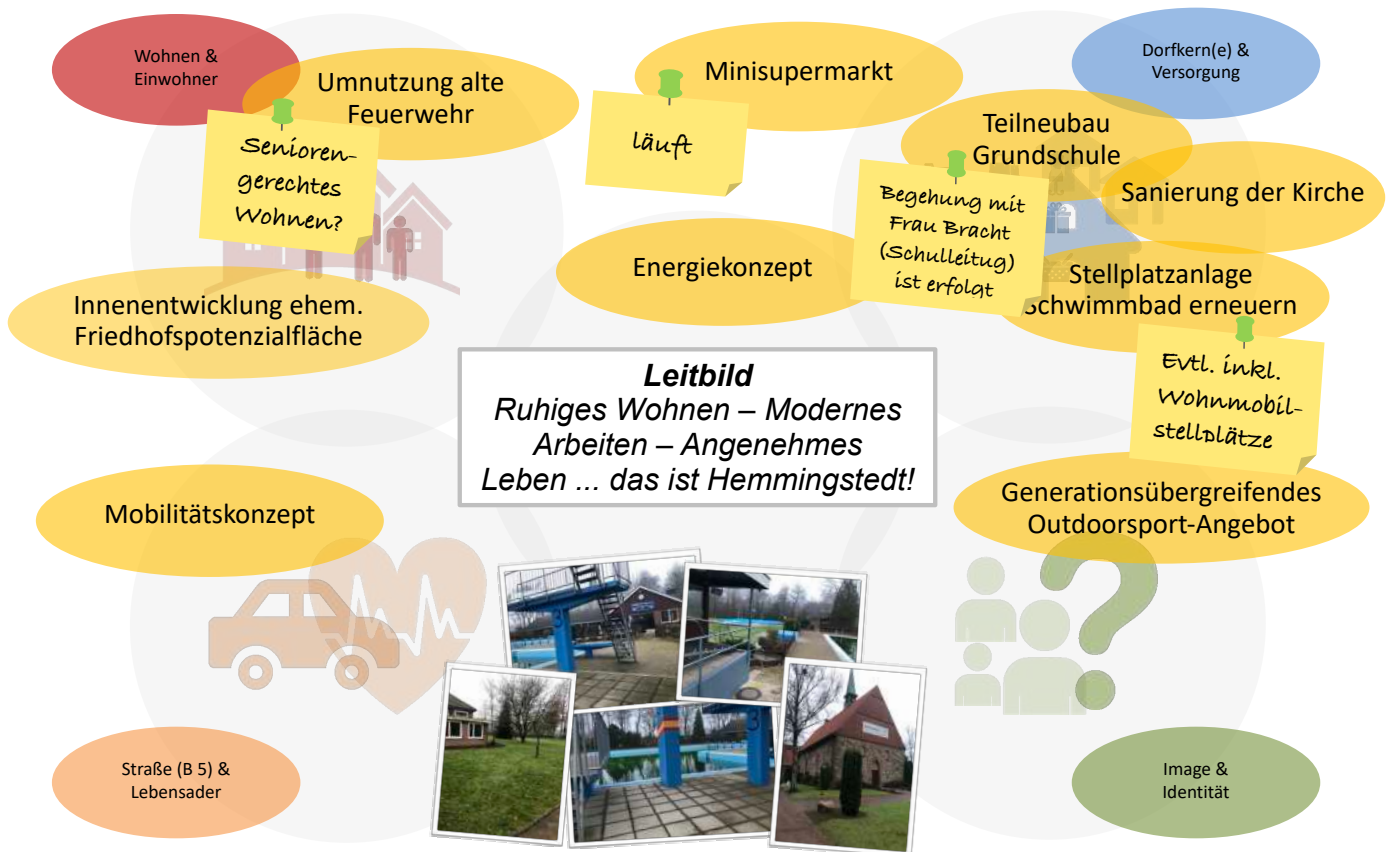 Wohnen &
Einwohner
Umnutzung alte
Feuerwehr
Senioren-
gerechtes
Wohnen?
Minisupermarkt
läuft
Dorfkern(e) &
Versorgung
Teilneubau
Grundschule
Sanierung der Kirche
Begehung mit
Frau Bracht
(Schulleitug)
ist erfolgt
Energiekonzept
Stellplatzanlage
Schwimmbad erneuern
Evtl. inkl.
Wohnmobil-
stellplätze
Innenentwicklung ehem.
Friedhofspotenzialfläche
Leitbild
Ruhiges Wohnen – Modernes
Arbeiten – Angenehmes
Leben ... das ist Hemmingstedt!
Mobilitätskonzept
Generationsübergreifendes
Outdoorsport-Angebot
3
3
Straße (B 5) &
Lebensader
Image &
Identität